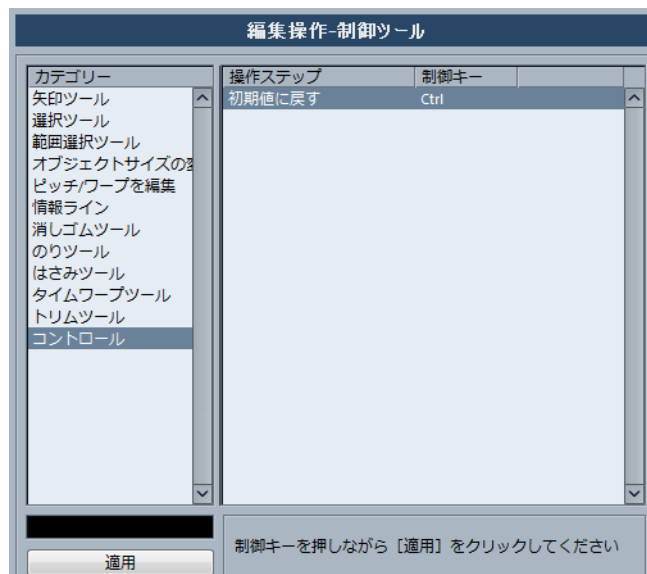 編集操作-制御ツール
カテゴリー 操作ステップ 制御キー
矢印ツール 初期値に戻す Ctrl
選択ツール
範囲選択ツール
オブジェクトサイズの
ピッチ/ワープを編集
情報ライン
消しゴムツール
のりツール
はさみツール
タイムワープツール
トリムツール
コントロール
制御キーを押しながら［適用］をクリックしてください
適用